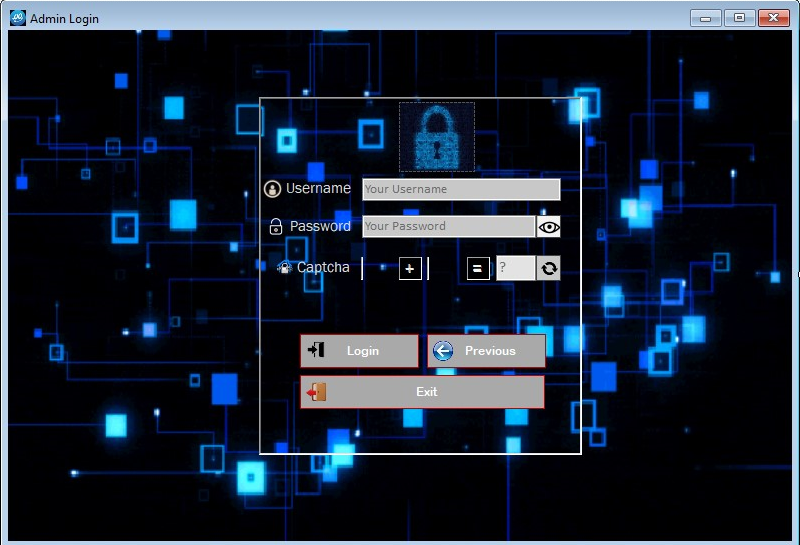 Admin Login
Username Your Username
Password Your Password
Captcha + = ?
Login Previous
Exit